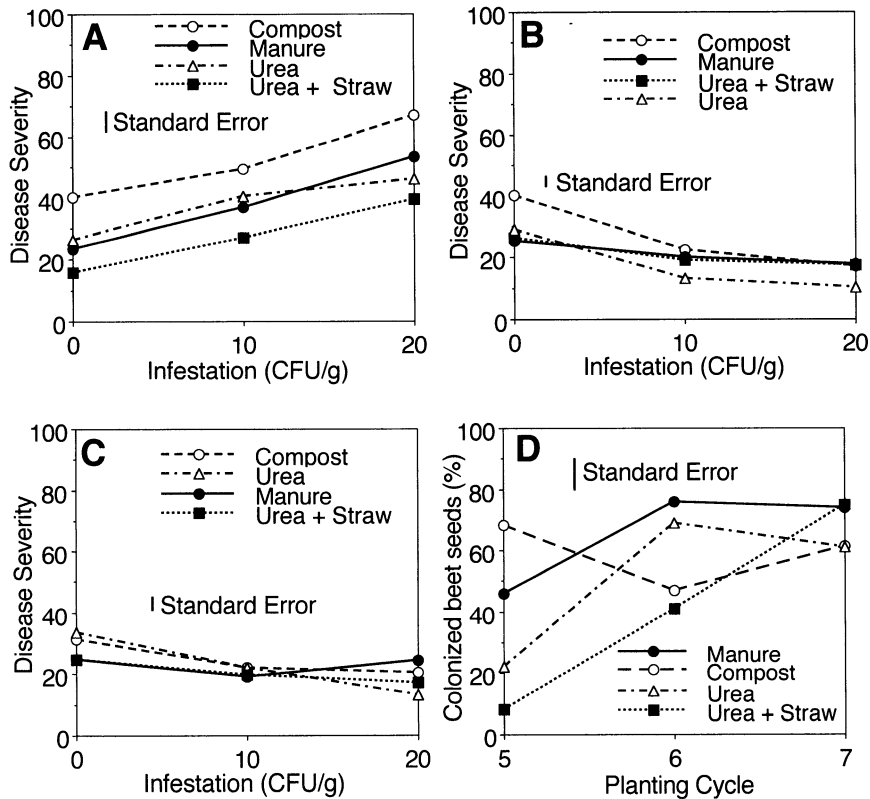 A
Compost
Manure
Urea
Urea + Straw
Standard Error
Disease Severity
100
80
60
40
20
0
0 10 20
Infestation (CFU/g)
B
Compost
Manure
Urea + Straw
Urea
Standard Error
Disease Severity
100
80
60
40
20
0
0 10 20
Infestation (CFU/g)
C
Compost
Urea
Manure
Urea + Straw
Standard Error
Disease Severity
100
80
60
40
20
0
0 10 20
Infestation (CFU/g)
D
Standard Error
Manure
Compost
Urea
Urea + Straw
Colonized beet seeds (%)
100
80
60
40
20
0
5 6 7
Planting Cycle